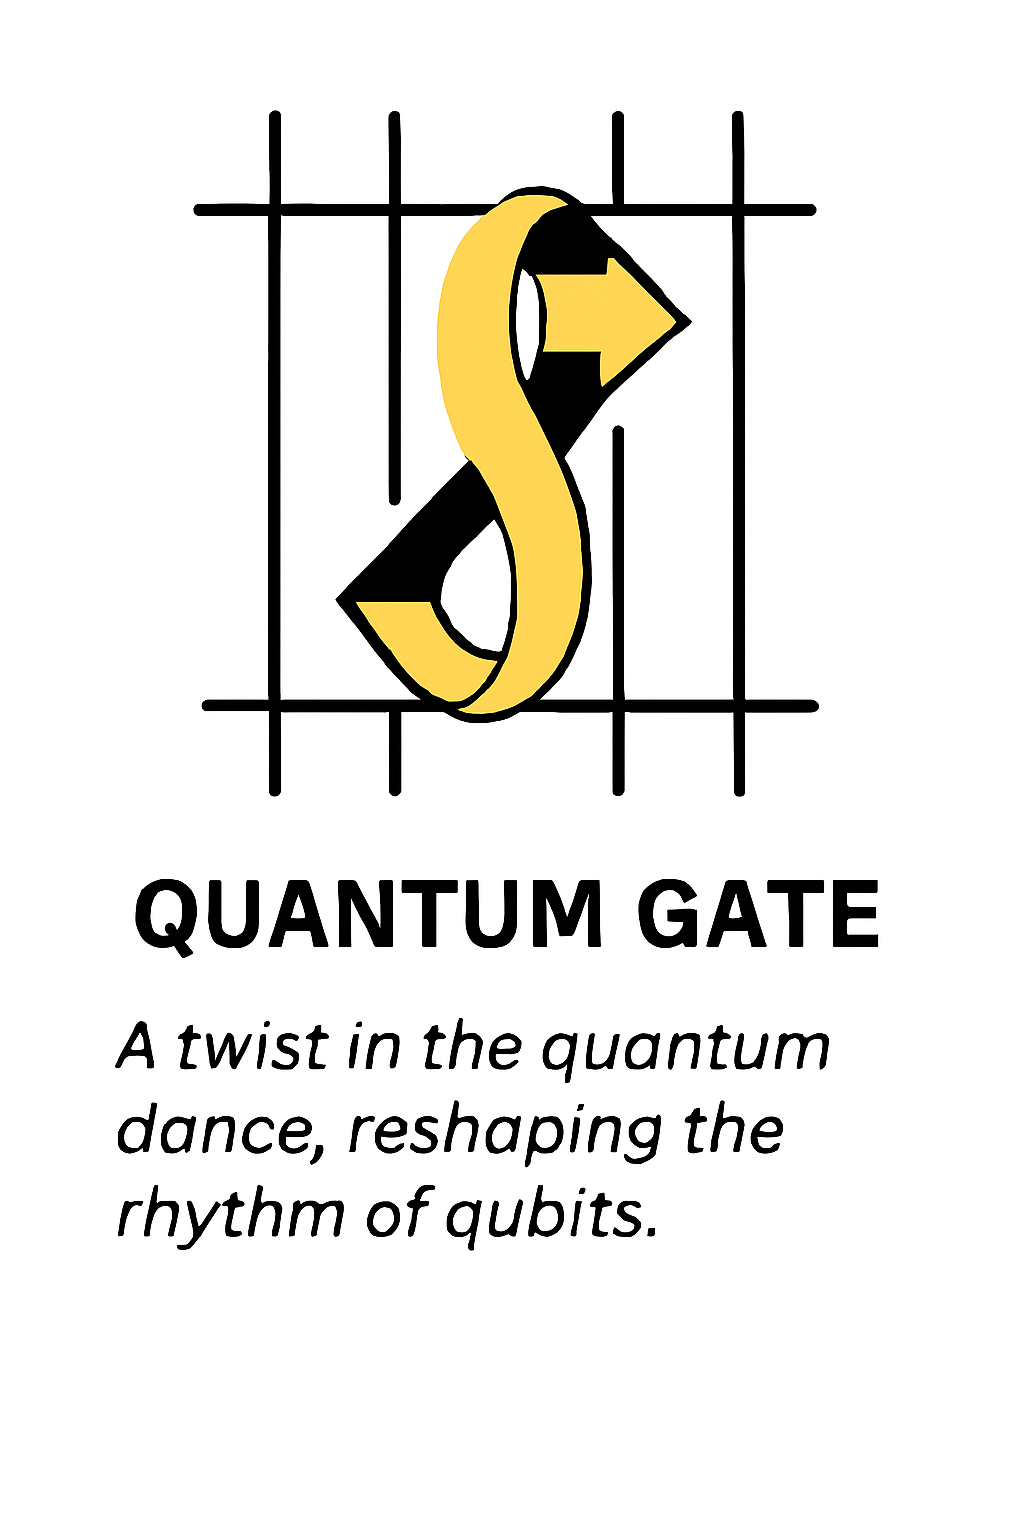 QUANTUM GATE
A twist in the quantum
dance, reshaping the
rhythm of qubits.